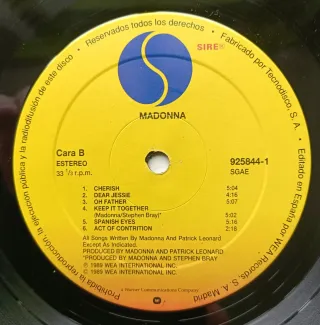 Reservados todos los derechos • Fabricado por Tecnodisco, S. A. • Editado en España por WEA Records, S. A. Madrid
Prohibida la reproducción, la ejecución pública y la radiodifusión de este disco •
SIRE
MADONNA
Cara B
ESTEREO
33 1/3 r.p.m.
925844-1
SGAE
1. CHERISH 5:04
2. DEAR JESSIE 4:16
3. OH FATHER 5:07
4. KEEP IT TOGETHER
(Madonna/Stephen Bray)* 5:02
5. SPANISH EYES 5:16
6. ACT OF CONTRITION 2:18
All Songs Written By Madonna And Patrick Leonard
Except As Indicated.
PRODUCED BY MADONNA AND PATRICK LEONARD
*PRODUCED BY MADONNA AND STEPHEN BRAY
℗ 1989 WEA INTERNATIONAL INC.
© 1989 WEA INTERNATIONAL INC.
a Warner Communications Company